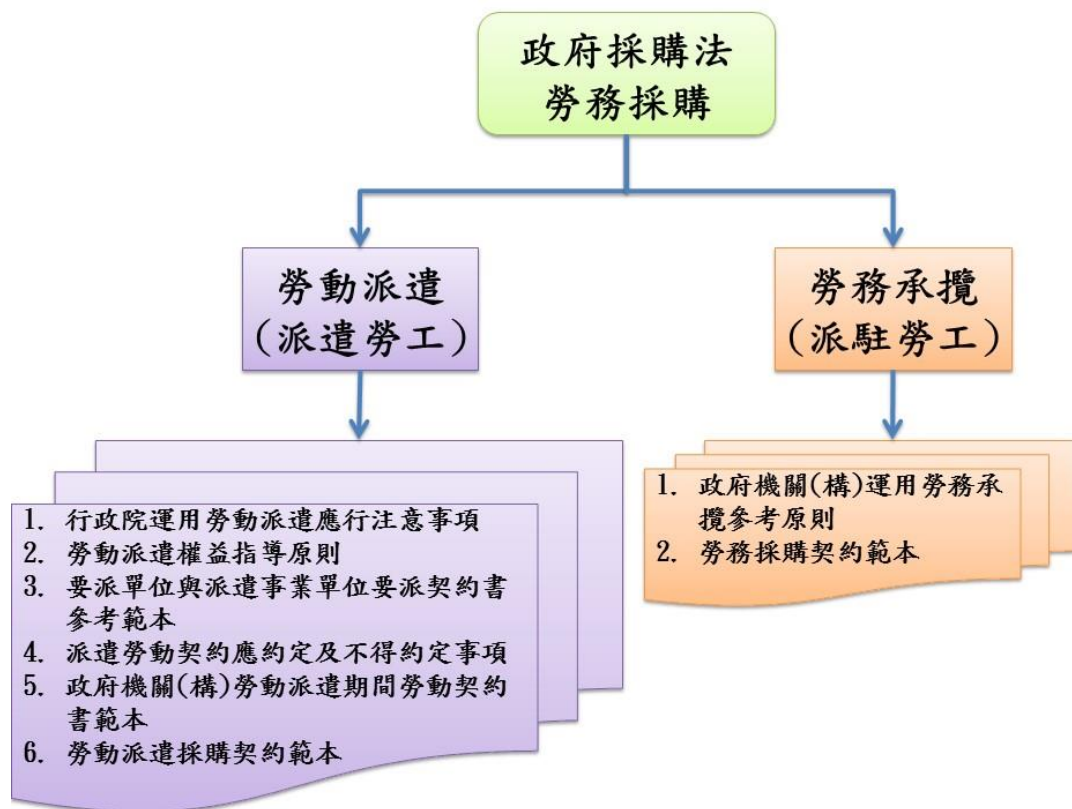 政府採購法
勞務採購
勞動派遣
(派遣勞工)
勞務承攬
(派駐勞工)
1. 行政院運用勞動派遣應行注意事項
2. 勞動派遣權益指導原則
3. 要派單位與派遣事業單位要派契約書
參考範本
4. 派遣勞動契約應約定及不得約定事項
5. 政府機關(構)勞動派遣期間勞動契約
書範本
6. 勞動派遣採購契約範本
1. 政府機關(構)運用勞務承
攬參考原則
2. 勞務採購契約範本